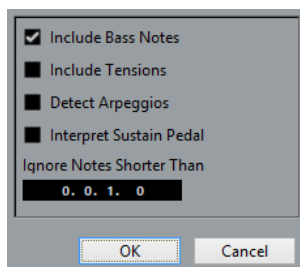 Include Bass Notes
Include Tensions
Detect Arpeggios
Interpret Sustain Pedal
Ignore Notes Shorter Than
0. 0. 1. 0
OK Cancel